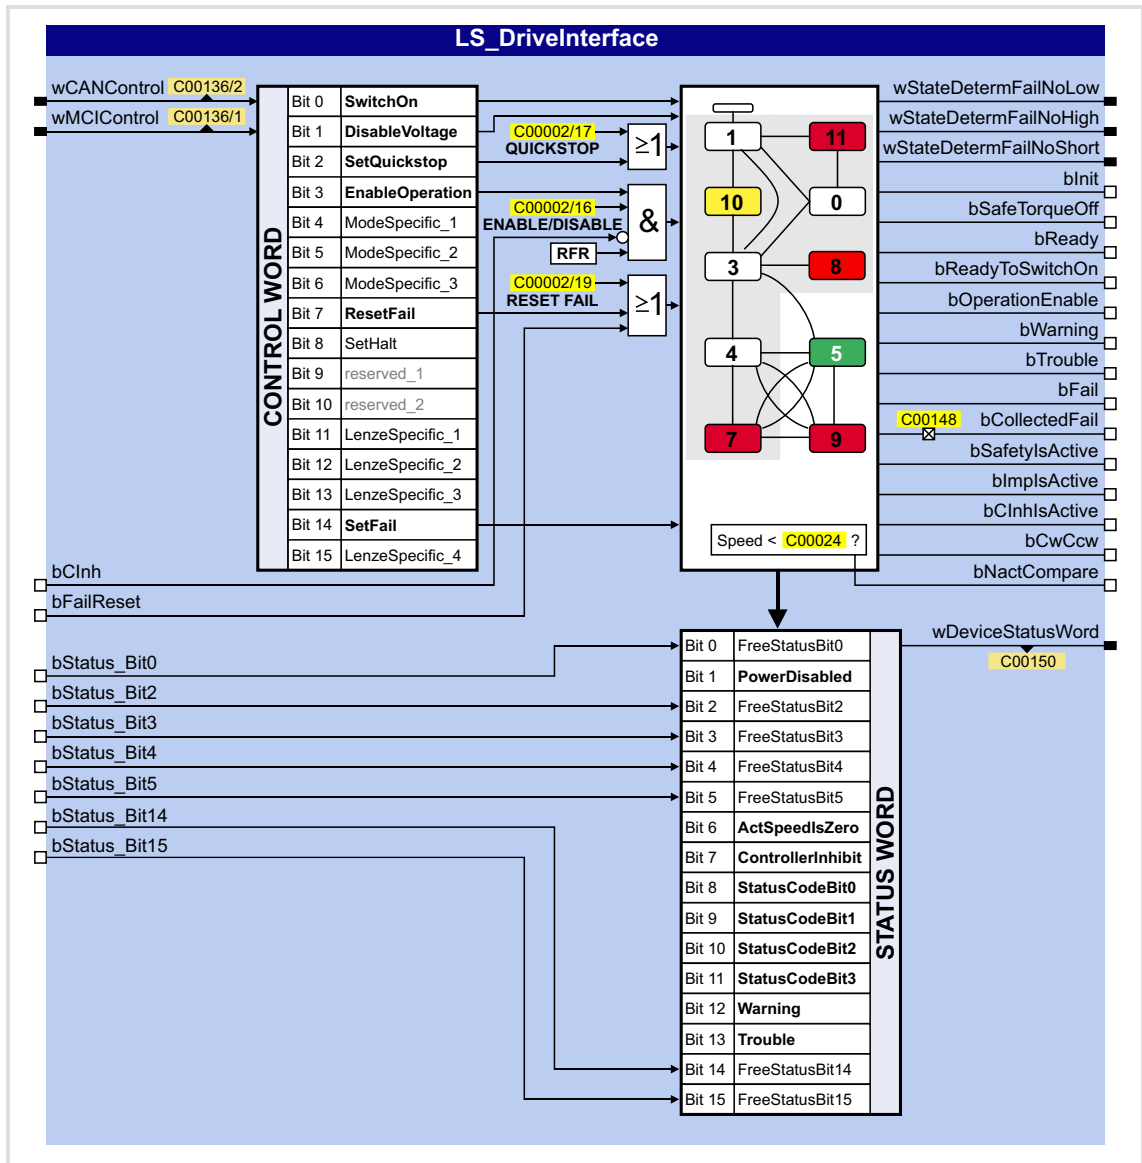 LS_DriveInterface
wCANControl C00136/2
wMCIControl C00136/1
CONTROL WORD
Bit 0 SwitchOn
Bit 1 DisableVoltage
Bit 2 SetQuickstop
Bit 3 EnableOperation
Bit 4 ModeSpecific_1
Bit 5 ModeSpecific_2
Bit 6 ModeSpecific_3
Bit 7 ResetFail
Bit 8 SetHalt
Bit 9 reserved_1
Bit 10 reserved_2
Bit 11 LenzeSpecific_1
Bit 12 LenzeSpecific_2
Bit 13 LenzeSpecific_3
Bit 14 SetFail
Bit 15 LenzeSpecific_4
C00002/17
QUICKSTOP
≥1
C00002/16
ENABLE/DISABLE
&
RFR
C00002/19
RESET FAIL
≥1
1 11
10 0
3 8
4 5
7 9
Speed < C00024 ?
wStateDetermFailNoLow
wStateDetermFailNoHigh
wStateDetermFailNoShort
bInit
bSafeTorqueOff
bReady
bReadyToSwitchOn
bOperationEnable
bWarning
bTrouble
bFail
C00148 bCollectedFail
bSafetyIsActive
bImpIsActive
bCInhIsActive
bCwCcw
bNactCompare
bCInh
bFailReset
bStatus_Bit0
bStatus_Bit2
bStatus_Bit3
bStatus_Bit4
bStatus_Bit5
bStatus_Bit14
bStatus_Bit15
Bit 0 FreeStatusBit0
Bit 1 PowerDisabled
Bit 2 FreeStatusBit2
Bit 3 FreeStatusBit3
Bit 4 FreeStatusBit4
Bit 5 FreeStatusBit5
Bit 6 ActSpeedIsZero
Bit 7 ControllerInhibit
Bit 8 StatusCodeBit0
Bit 9 StatusCodeBit1
Bit 10 StatusCodeBit2
Bit 11 StatusCodeBit3
Bit 12 Warning
Bit 13 Trouble
Bit 14 FreeStatusBit14
Bit 15 FreeStatusBit15
STATUS WORD
wDeviceStatusWord
C00150